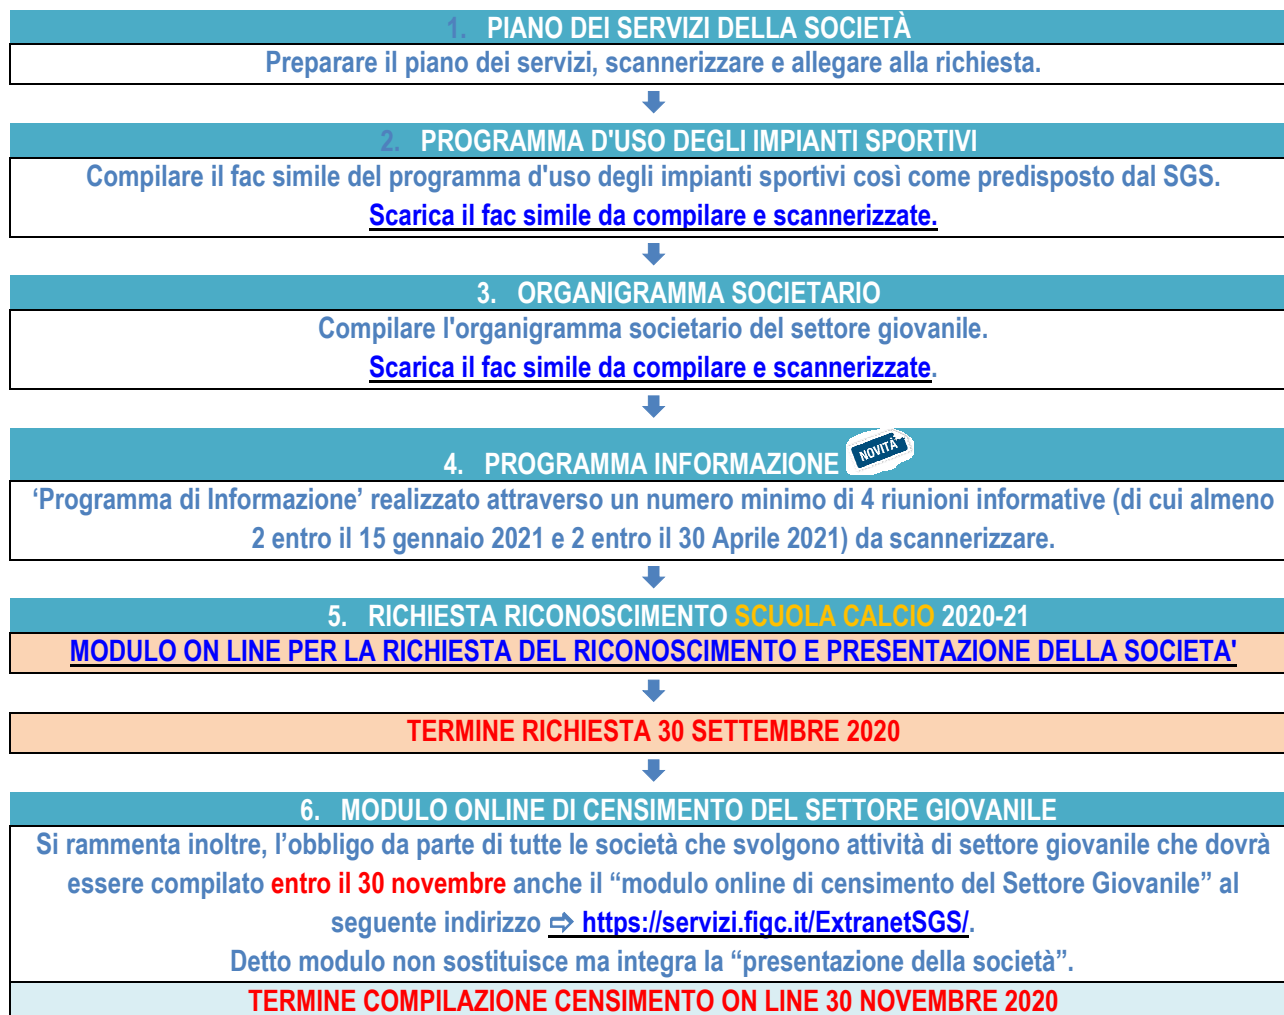 1. PIANO DEI SERVIZI DELLA SOCIETÀ
Preparare il piano dei servizi, scannerizzare e allegare alla richiesta.
2. PROGRAMMA D'USO DEGLI IMPIANTI SPORTIVI
Compilare il fac simile del programma d'uso degli impianti sportivi così come predisposto dal SGS.
Scarica il fac simile da compilare e scannerizzate.
3. ORGANIGRAMMA SOCIETARIO
Compilare l'organigramma societario del settore giovanile.
Scarica il fac simile da compilare e scannerizzate.
4. PROGRAMMA INFORMAZIONE NOVITÀ
‘Programma di Informazione’ realizzato attraverso un numero minimo di 4 riunioni informative (di cui almeno
2 entro il 15 gennaio 2021 e 2 entro il 30 Aprile 2021) da scannerizzare.
5. RICHIESTA RICONOSCIMENTO SCUOLA CALCIO 2020-21
MODULO ON LINE PER LA RICHIESTA DEL RICONOSCIMENTO E PRESENTAZIONE DELLA SOCIETA'
TERMINE RICHIESTA 30 SETTEMBRE 2020
6. MODULO ONLINE DI CENSIMENTO DEL SETTORE GIOVANILE
Si rammenta inoltre, l’obbligo da parte di tutte le società che svolgono attività di settore giovanile che dovrà
essere compilato entro il 30 novembre anche il “modulo online di censimento del Settore Giovanile” al
seguente indirizzo ⇨ https://servizi.figc.it/ExtranetSGS/.
Detto modulo non sostituisce ma integra la “presentazione della società”.
TERMINE COMPILAZIONE CENSIMENTO ON LINE 30 NOVEMBRE 2020